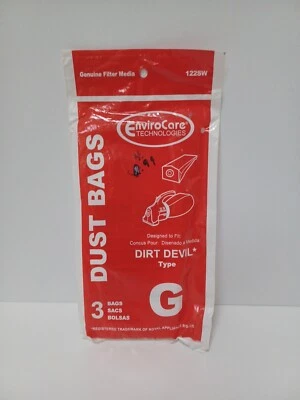 Genuine Filter Media
122SW
EnviroCare®
TECHNOLOGIES
DUST BAGS
Designed to Fit
DIRT DEVIL*
Type
G
3
BAGS
SACS
BOLSAS